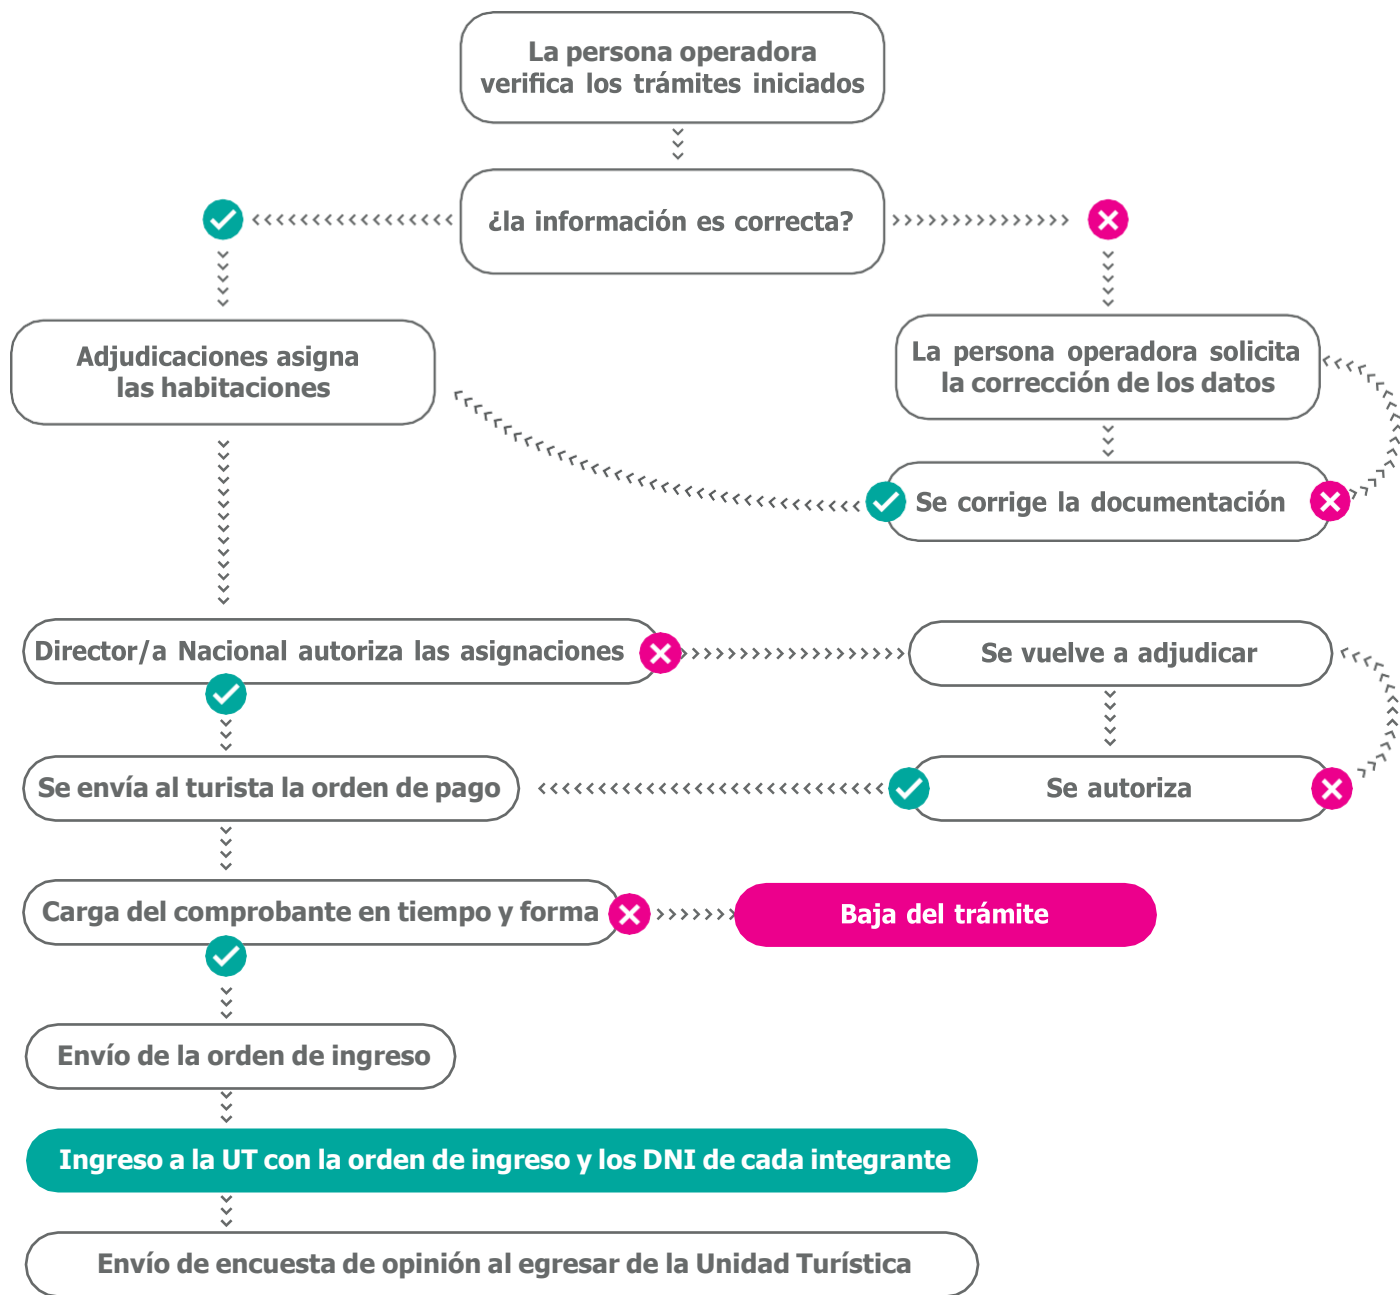 La persona operadora
verifica los trámites iniciados
¿la información es correcta?
Adjudicaciones asigna
las habitaciones
La persona operadora solicita
la corrección de los datos
Se corrige la documentación
Director/a Nacional autoriza las asignaciones
Se vuelve a adjudicar
Se envía al turista la orden de pago
Se autoriza
Carga del comprobante en tiempo y forma
Baja del trámite
Envío de la orden de ingreso
Ingreso a la UT con la orden de ingreso y los DNI de cada integrante
Envío de encuesta de opinión al egresar de la Unidad Turística